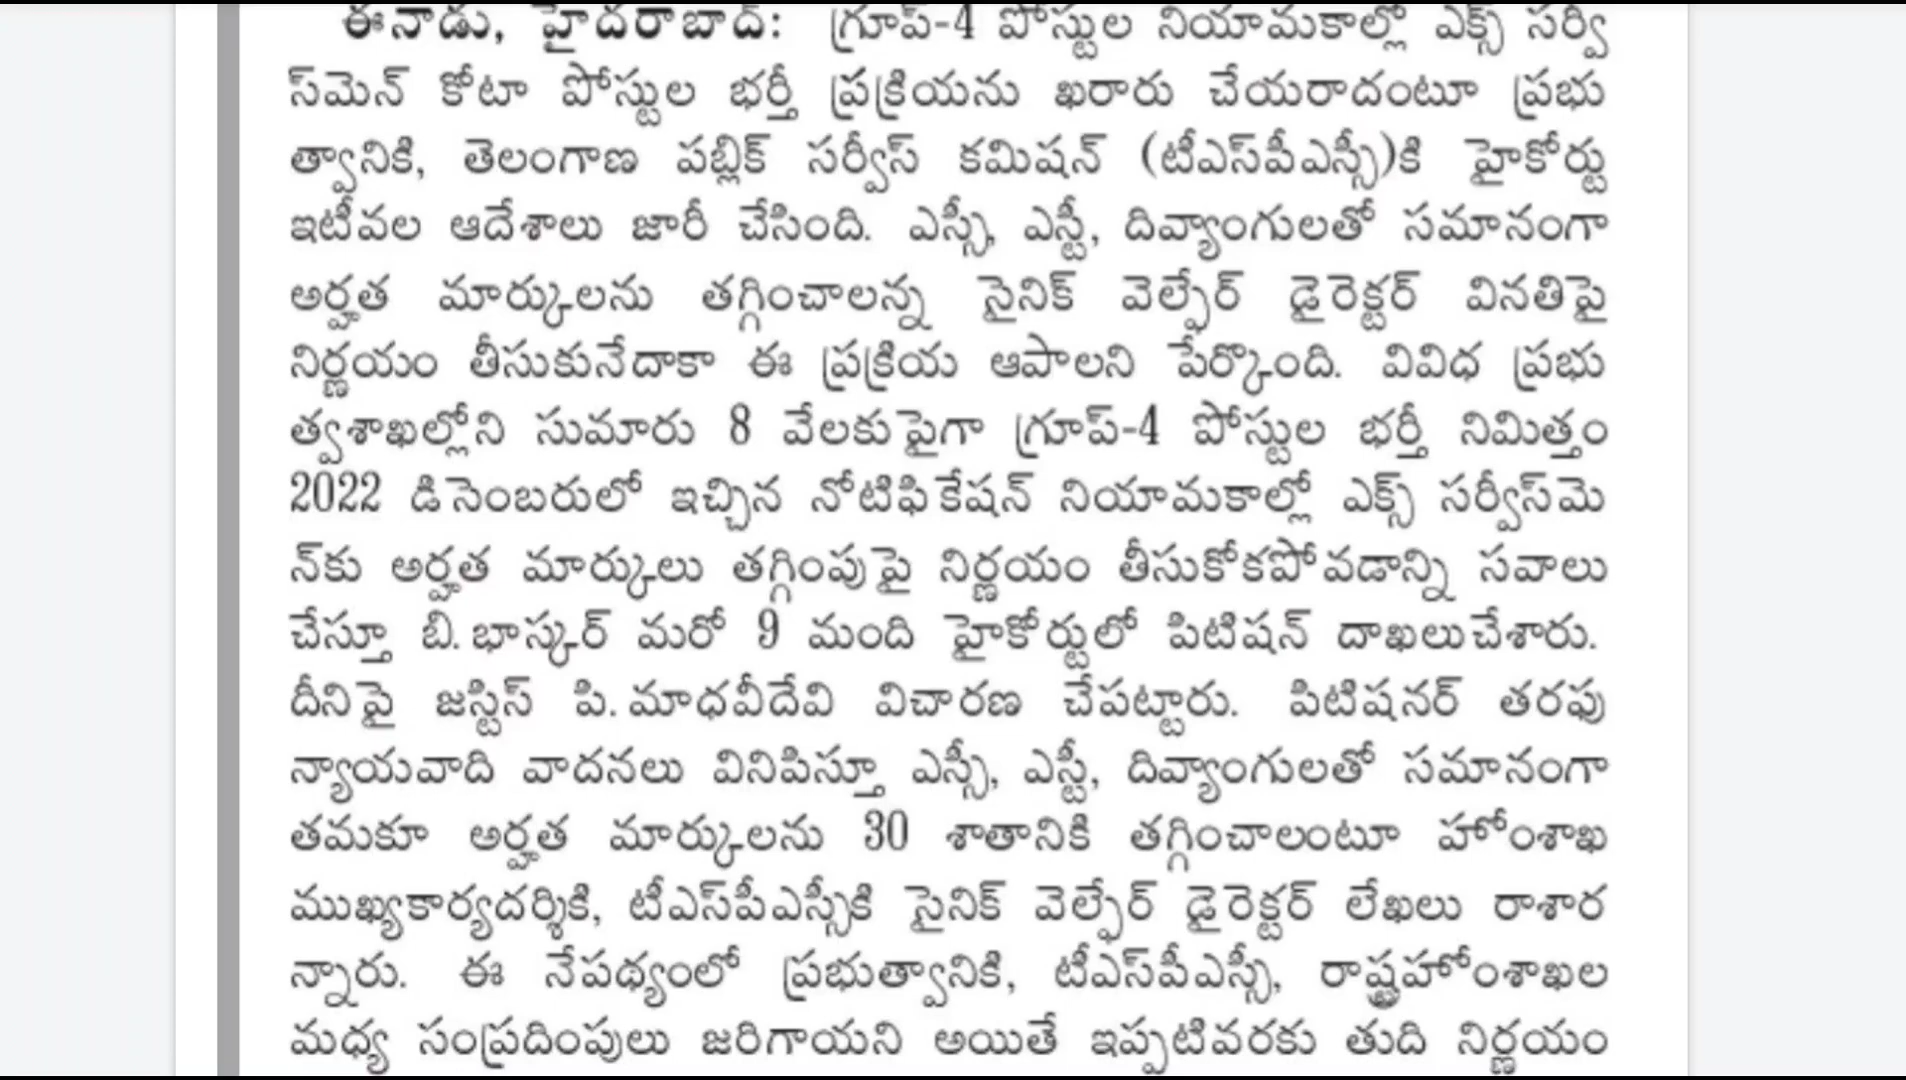 ఈనాడు, హైదరాబాద్: గ్రూప్-4 పోస్టుల నియామకాల్లో ఎక్స్ సర్వీ
స్‌మెన్ కోటా పోస్టుల భర్తీ ప్రక్రియను ఖరారు చేయరాదంటూ ప్రభు
త్వానికి, తెలంగాణ పబ్లిక్ సర్వీస్ కమిషన్ (టీఎస్‌పీఎస్సీ)కి హైకోర్టు
ఇటీవల ఆదేశాలు జారీ చేసింది. ఎస్సీ, ఎస్టీ, దివ్యాంగులతో సమానంగా
అర్హత మార్కులను తగ్గించాలన్న సైనిక్ వెల్ఫేర్ డైరెక్టర్ వినతిపై
నిర్ణయం తీసుకునేదాకా ఈ ప్రక్రియ ఆపాలని పేర్కొంది. వివిధ ప్రభు
త్వశాఖల్లోని సుమారు 8 వేలకుపైగా గ్రూప్-4 పోస్టుల భర్తీ నిమిత్తం
2022 డిసెంబరులో ఇచ్చిన నోటిఫికేషన్ నియామకాల్లో ఎక్స్ సర్వీస్‌మె
న్‌కు అర్హత మార్కులు తగ్గింపుపై నిర్ణయం తీసుకోకపోవడాన్ని సవాలు
చేస్తూ బి.భాస్కర్ మరో 9 మంది హైకోర్టులో పిటిషన్ దాఖలుచేశారు.
దీనిపై జస్టిస్ పి.మాధవీదేవి విచారణ చేపట్టారు. పిటిషనర్ తరఫు
న్యాయవాది వాదనలు వినిపిస్తూ ఎస్సీ, ఎస్టీ, దివ్యాంగులతో సమానంగా
తమకూ అర్హత మార్కులను 30 శాతానికి తగ్గించాలంటూ హోంశాఖ
ముఖ్యకార్యదర్శికి, టీఎస్‌పీఎస్సీకి సైనిక్ వెల్ఫేర్ డైరెక్టర్ లేఖలు రాశార
న్నారు. ఈ నేపథ్యంలో ప్రభుత్వానికి, టీఎస్‌పీఎస్సీ, రాష్ట్రహోంశాఖల
మధ్య సంప్రదింపులు జరిగాయని అయితే ఇప్పటివరకు తుది నిర్ణయం